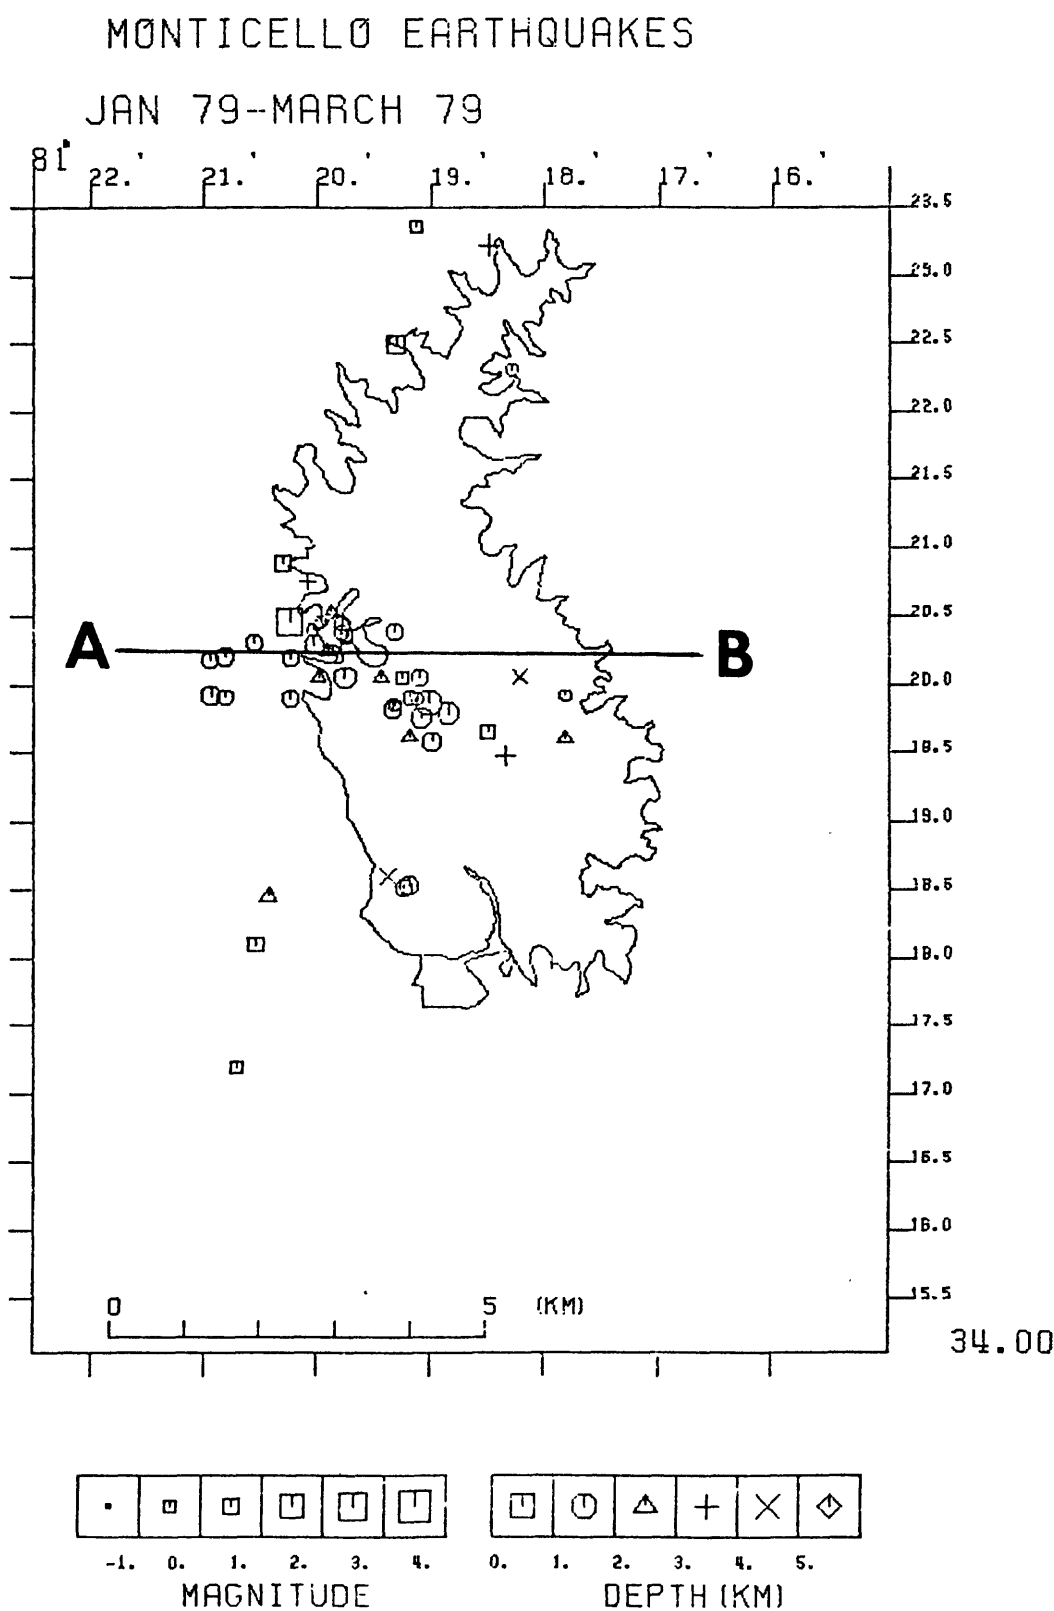 MONTICELLO EARTHQUAKES
JAN 79--MARCH 79
81°
22.' 21.' 20.' 19.' 18.' 17.' 16.'
23.5
23.0
22.5
22.0
21.5
21.0
20.5
A B
20.0
19.5
19.0
18.5
18.0
17.5
17.0
16.5
16.0
15.5
0 5 (KM)
34.00
-1. 0. 1. 2. 3. 4.
MAGNITUDE
0. 1. 2. 3. 4. 5.
DEPTH (KM)